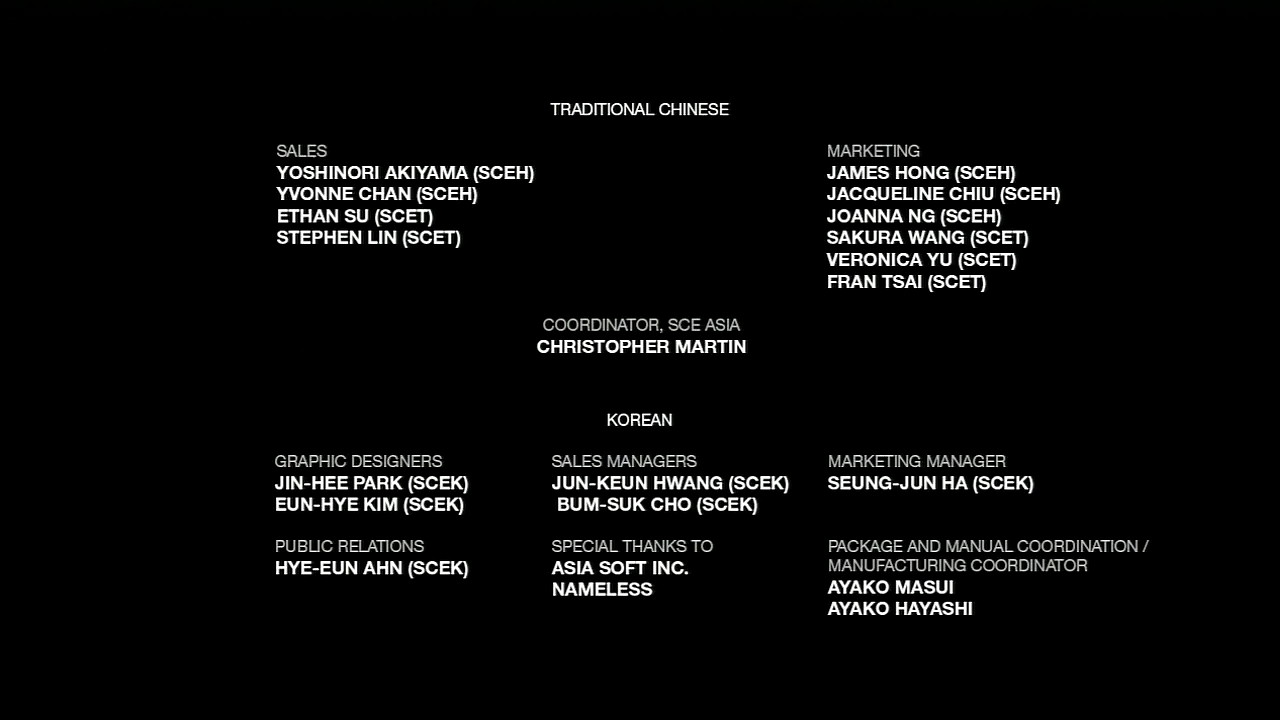 TRADITIONAL CHINESE
SALES
YOSHINORI AKIYAMA (SCEH)
YVONNE CHAN (SCEH)
ETHAN SU (SCET)
STEPHEN LIN (SCET)
MARKETING
JAMES HONG (SCEH)
JACQUELINE CHIU (SCEH)
JOANNA NG (SCEH)
SAKURA WANG (SCET)
VERONICA YU (SCET)
FRAN TSAI (SCET)
COORDINATOR, SCE ASIA
CHRISTOPHER MARTIN
KOREAN
GRAPHIC DESIGNERS
JIN-HEE PARK (SCEK)
EUN-HYE KIM (SCEK)
SALES MANAGERS
JUN-KEUN HWANG (SCEK)
BUM-SUK CHO (SCEK)
MARKETING MANAGER
SEUNG-JUN HA (SCEK)
PUBLIC RELATIONS
HYE-EUN AHN (SCEK)
SPECIAL THANKS TO
ASIA SOFT INC.
NAMELESS
PACKAGE AND MANUAL COORDINATION /
MANUFACTURING COORDINATOR
AYAKO MASUI
AYAKO HAYASHI